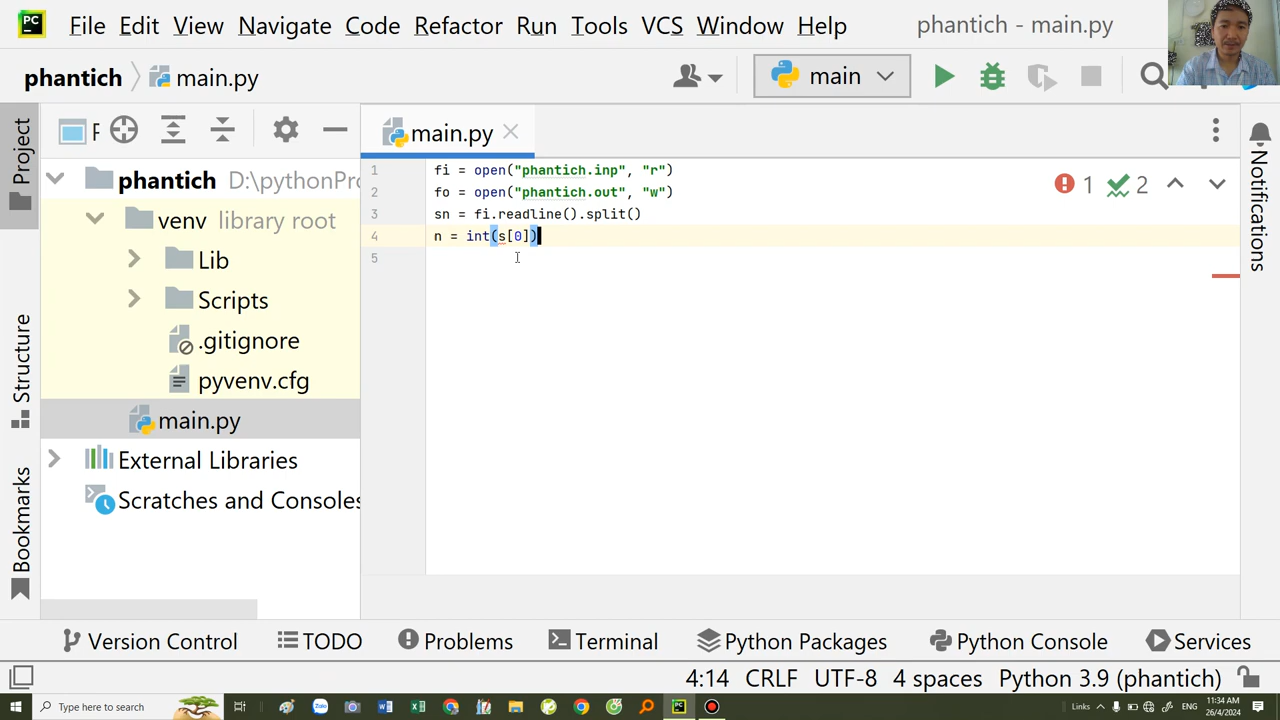 PC File Edit View Navigate Code Refactor Run Tools VCS Window Help phantich - main.py
phantich main.py main
Project
main.py
phantich D:\pythonPr
venv library root
Lib
Scripts
.gitignore
pyvenv.cfg
main.py
External Libraries
Scratches and Consoles
Structure
Bookmarks
1 fi = open("phantich.inp", "r")
2 fo = open("phantich.out", "w")
3 sn = fi.readline().split()
4 n = int(s[0])
5
1 2
Notifications
Version Control TODO Problems Terminal Python Packages Python Console Services
4:14 CRLF UTF-8 4 spaces Python 3.9 (phantich)
Type here to search Links ENG 11:34 AM
26/4/2024